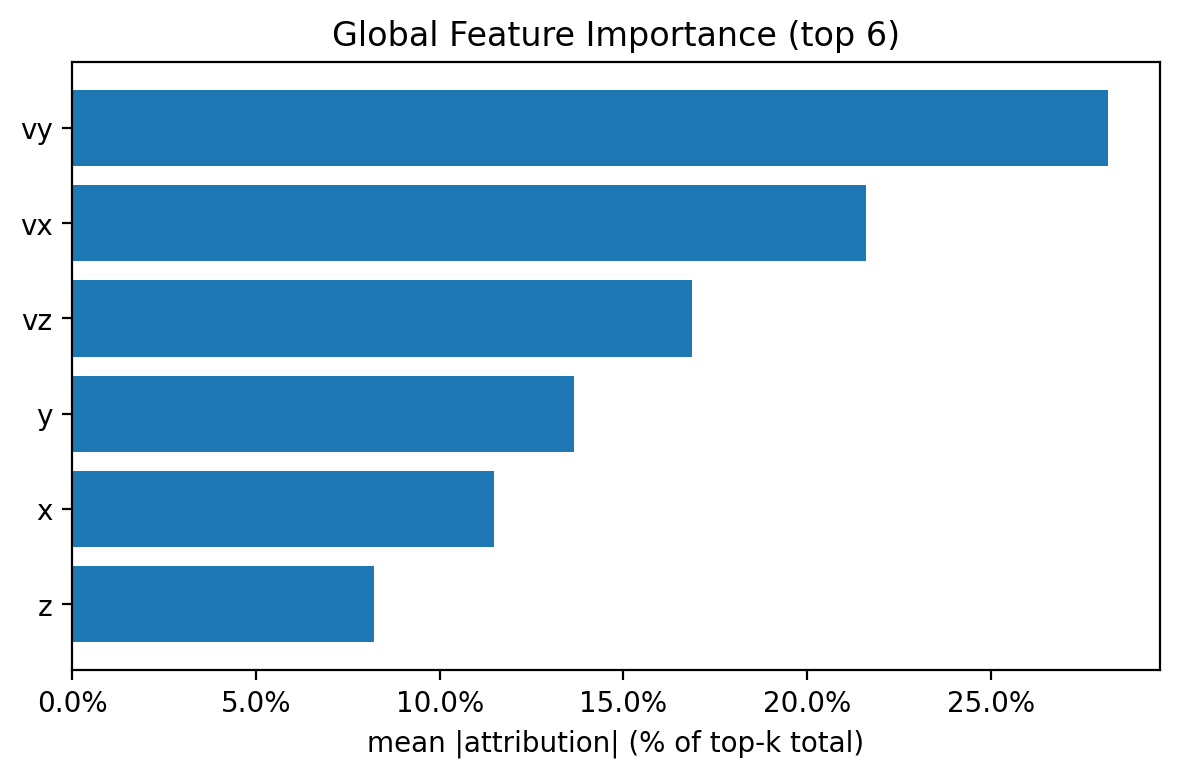 Global Feature Importance (top 6)
vy
vx
vz
y
x
z
0.0% 5.0% 10.0% 15.0% 20.0% 25.0%
mean |attribution| (% of top-k total)